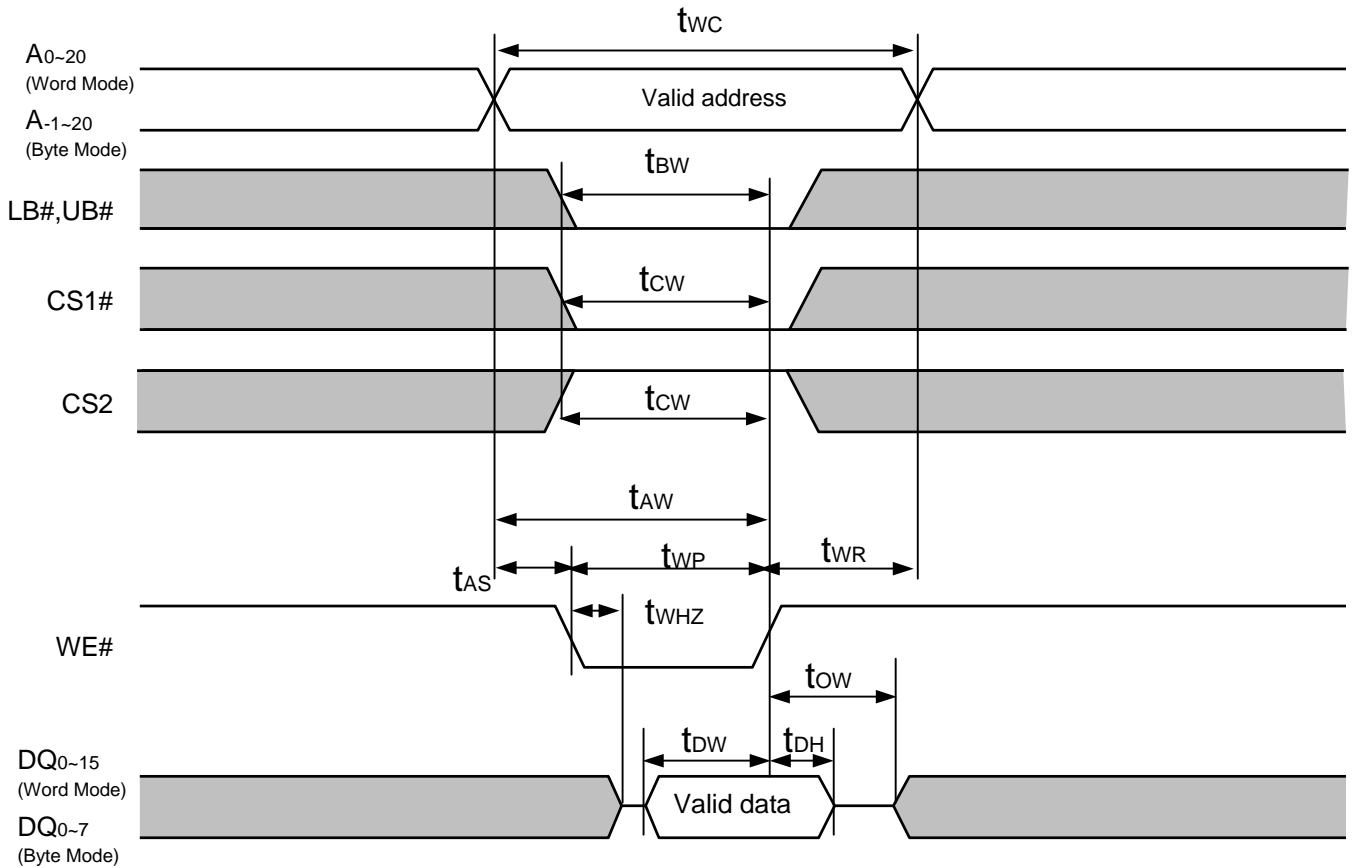 tWC
A0~20
(Word Mode)
Valid address
A-1~20
(Byte Mode)
tBW
LB#,UB#
tCW
CS1#
CS2
tCW
tAW
tAS
tWP
tWR
tWHZ
WE#
tOW
tDW
tDH
DQ0~15
(Word Mode)
Valid data
DQ0~7
(Byte Mode)